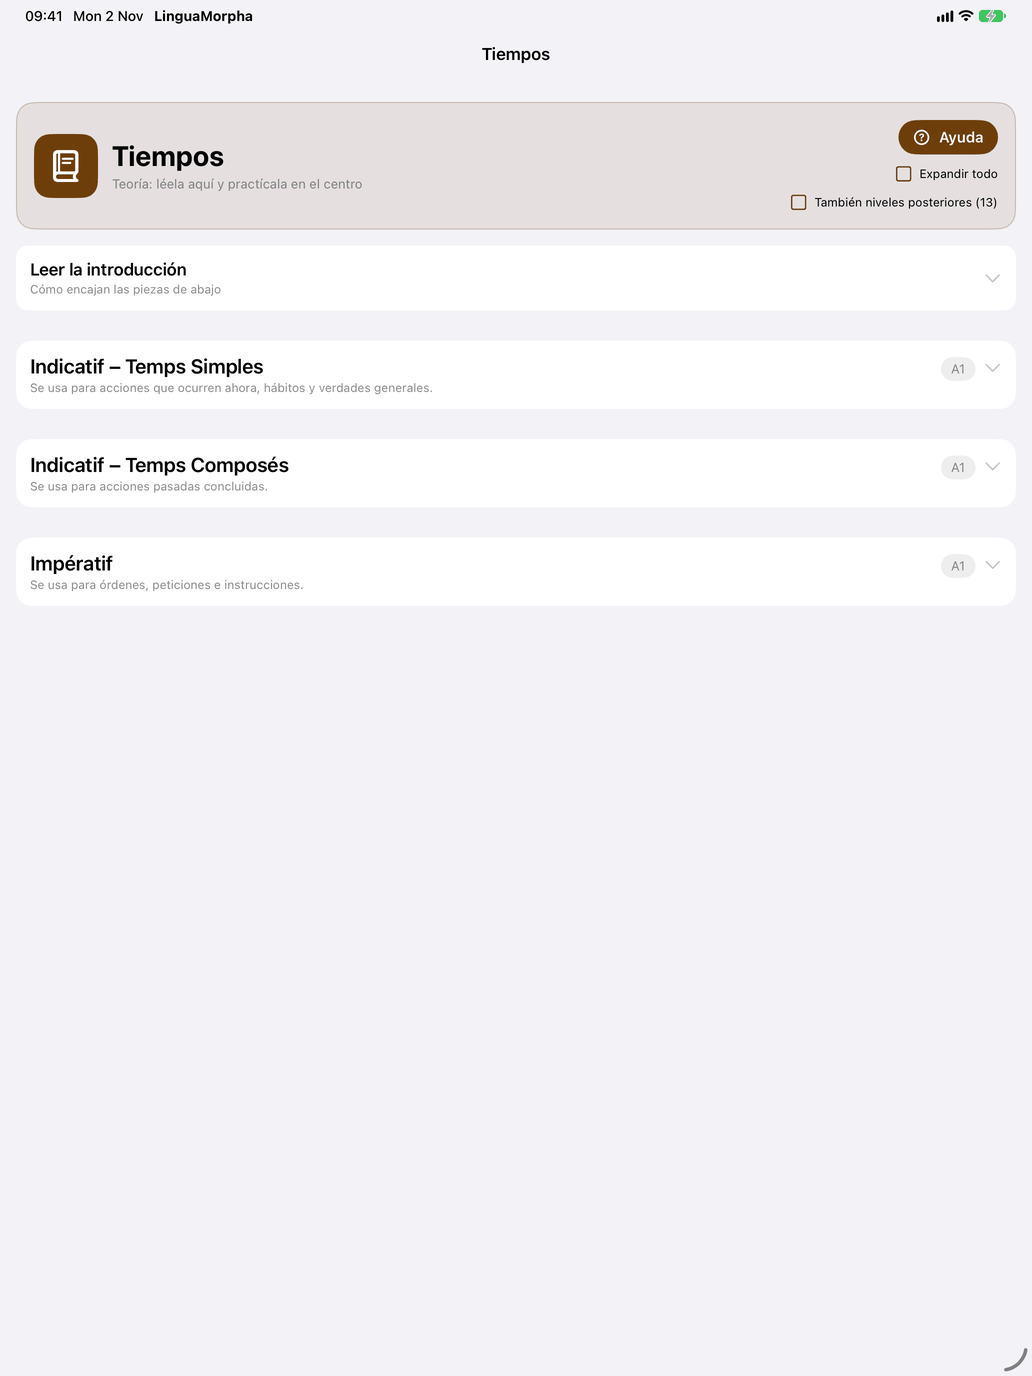 09:41 Mon 2 Nov LinguaMorpha
Tiempos
Tiempos
Teoría: léela aquí y practícala en el centro
Ayuda
Expandir todo
También niveles posteriores (13)
Leer la introducción
Cómo encajan las piezas de abajo
Indicatif – Temps Simples
A1
Se usa para acciones que ocurren ahora, hábitos y verdades generales.
Indicatif – Temps Composés
A1
Se usa para acciones pasadas concluidas.
Impératif
A1
Se usa para órdenes, peticiones e instrucciones.